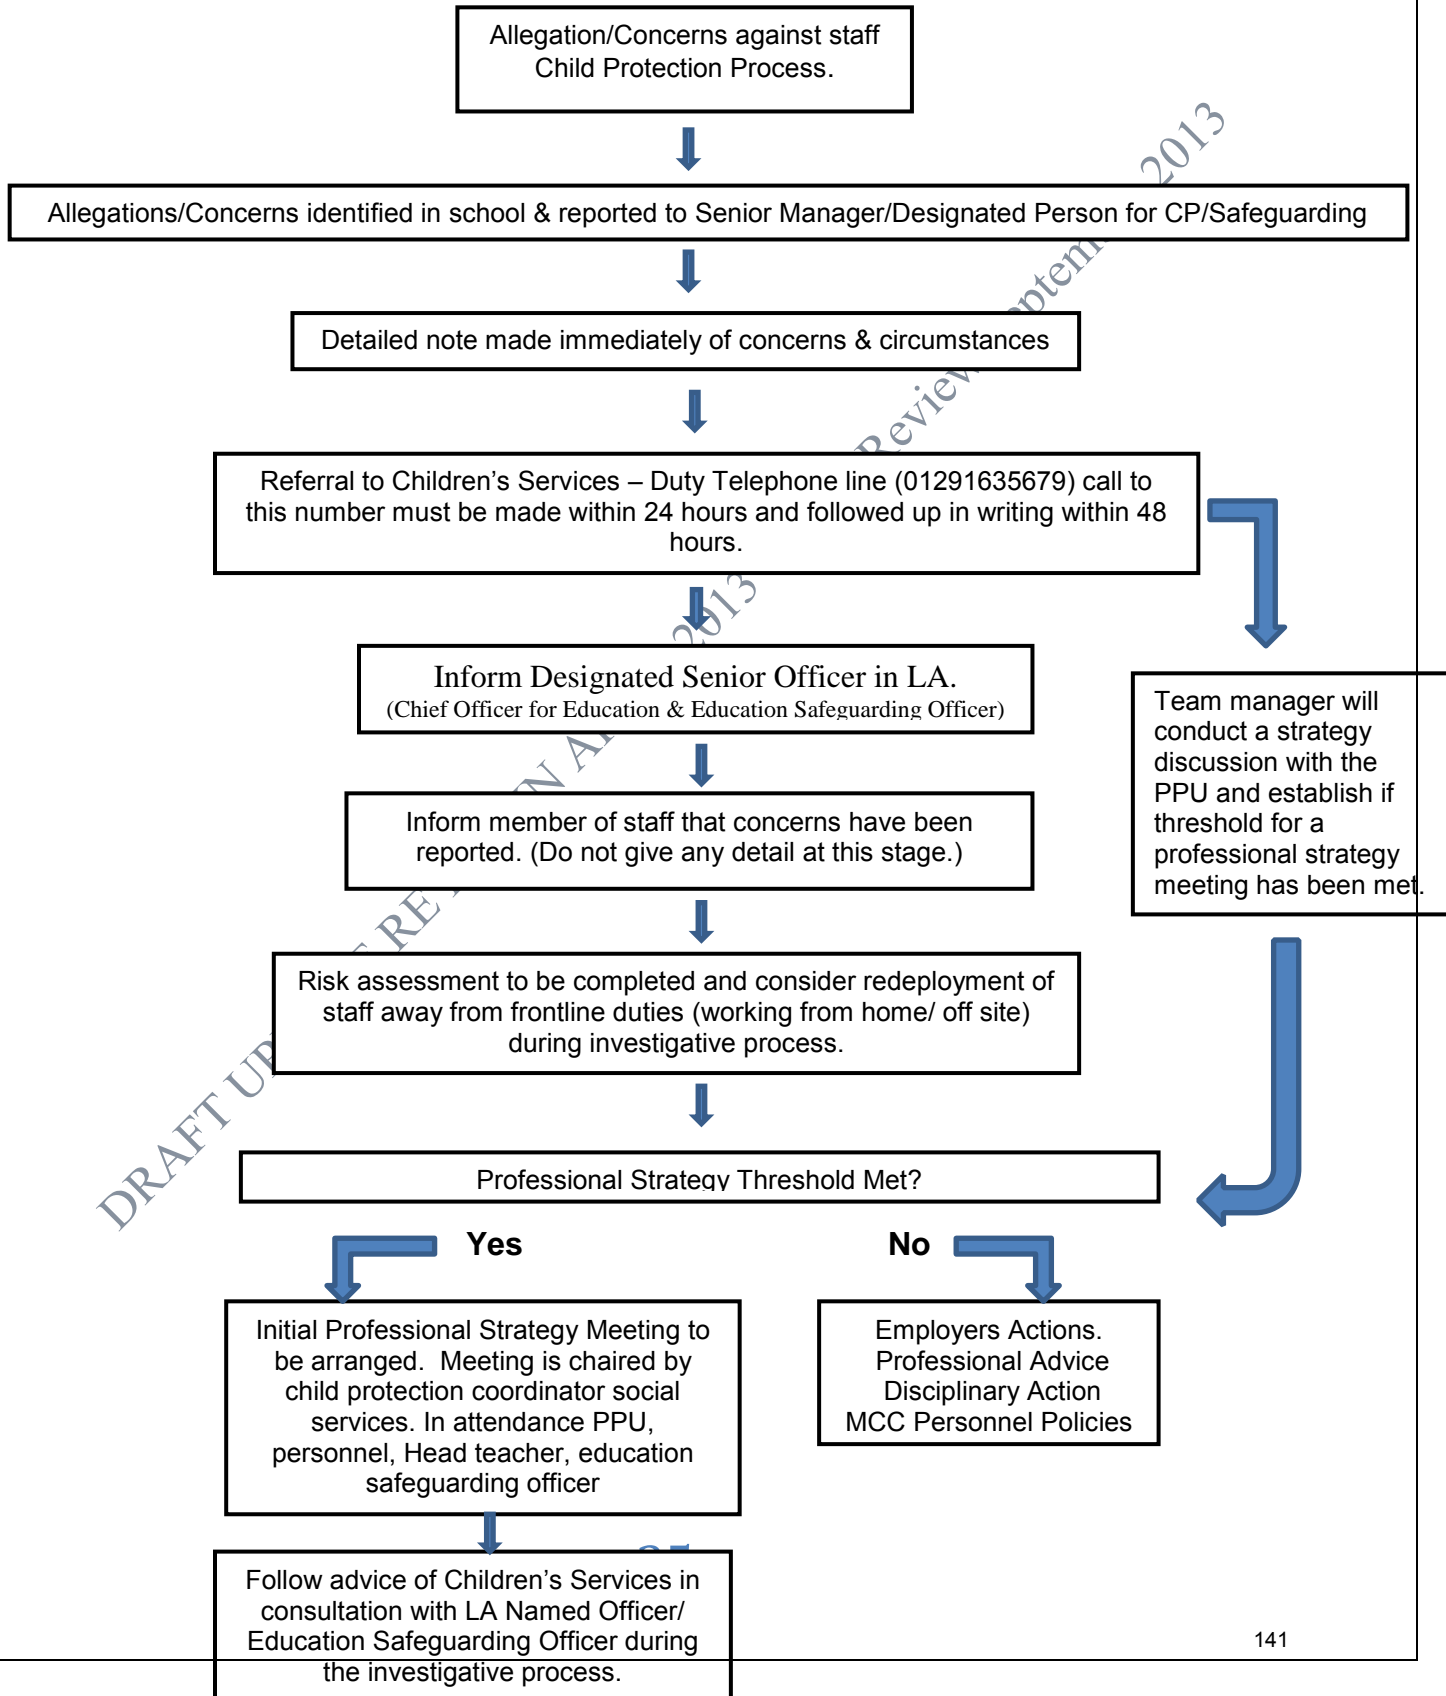 Allegation/Concerns against staff
Child Protection Process.
Allegations/Concerns identified in school & reported to Senior Manager/Designated Person for CP/Safeguarding
Detailed note made immediately of concerns & circumstances
Referral to Children’s Services – Duty Telephone line (01291635679) call to
this number must be made within 24 hours and followed up in writing within 48
hours.
Inform Designated Senior Officer in LA.
(Chief Officer for Education & Education Safeguarding Officer)
Team manager will
conduct a strategy
discussion with the
PPU and establish if
threshold for a
professional strategy
meeting has been met.
Inform member of staff that concerns have been
reported. (Do not give any detail at this stage.)
Risk assessment to be completed and consider redeployment of
staff away from frontline duties (working from home/ off site)
during investigative process.
Professional Strategy Threshold Met?
Yes
No
Initial Professional Strategy Meeting to
be arranged.  Meeting is chaired by
child protection coordinator social
services. In attendance PPU,
personnel, Head teacher, education
safeguarding officer
Employers Actions.
Professional Advice
Disciplinary Action
MCC Personnel Policies
Follow advice of Children’s Services in
consultation with LA Named Officer/
Education Safeguarding Officer during
the investigative process.
141
DRAFT 2013 Review 2013